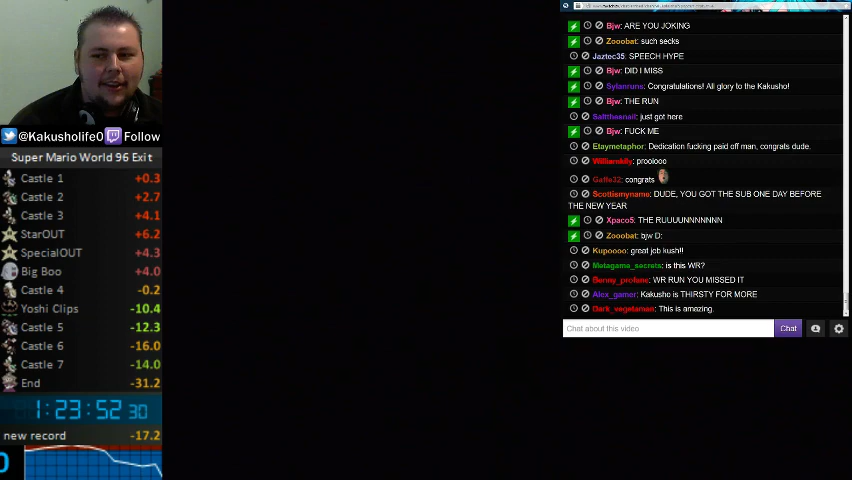 @Kakusholife0 Follow
Super Mario World 96 Exit
Castle 1 +0.3
Castle 2 +2.7
Castle 3 +4.1
StarOUT +6.2
SpecialOUT +4.3
Big Boo +4.0
Castle 4 -0.2
Yoshi Clips -10.4
Castle 5 -12.3
Castle 6 -16.0
Castle 7 -14.0
End -31.2
1:23:52 30
new record -17.2
0
Bjw: ARE YOU JOKING
Zooobat: such secks
Jaztec35: SPEECH HYPE
Bjw: DID I MISS
Sylanruns: Congratulations! All glory to the Kakusho!
Bjw: THE RUN
Saltthesnail: just got here
Bjw: FUCK ME
Etaymetaphor: Dedication fucking paid off man, congrats dude.
proolooo
congrats
Scottismyname: DUDE, YOU GOT THE SUB ONE DAY BEFORE
THE NEW YEAR
Xpaco5: THE RUUUUNNNNNNN
Zooobat: bjw D:
Kupoooo: great job kush!!
Metagame_secrets: is this WR?
Benny_profane: WR RUN YOU MISSED IT
Alex_gamer: Kakusho is THIRSTY FOR MORE
This is amazing.
Chat about this video
Chat